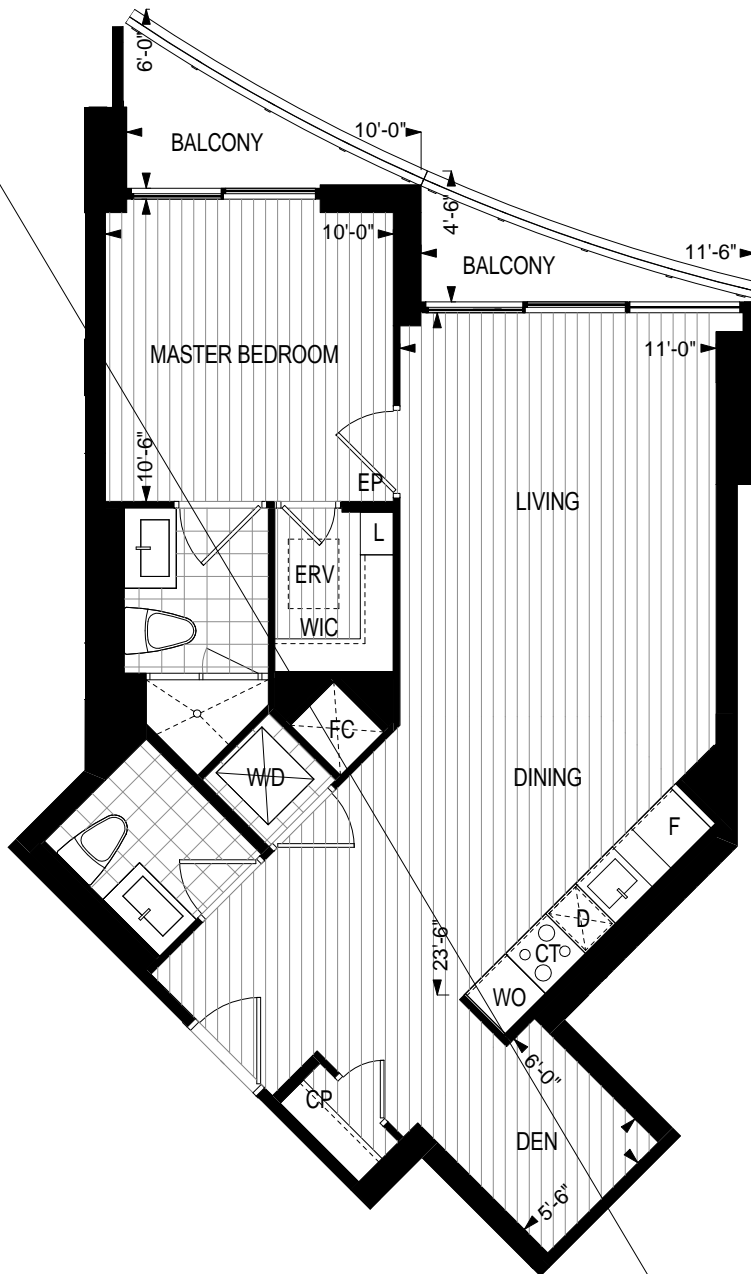 6'-0"
BALCONY
10'-0"
4'-6"
10'-0"
BALCONY
11'-6"
MASTER BEDROOM
11'-0"
10'-6"
EP
LIVING
L
ERV
WIC
FC
W/D
DINING
F
D
CT
WO
23'-6"
6'-0"
CP
DEN
5'-6"